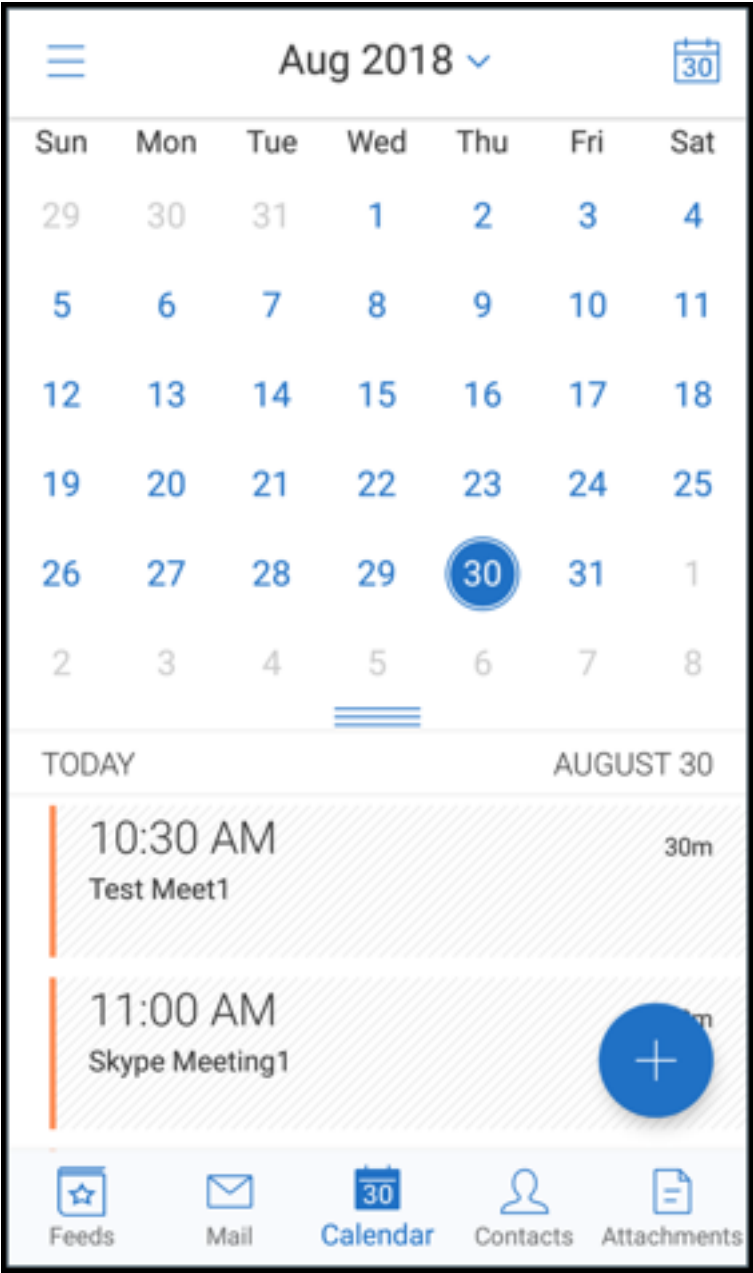 Aug 2018
30
Sun Mon Tue Wed Thu Fri Sat
29 30 31 1 2 3 4
5 6 7 8 9 10 11
12 13 14 15 16 17 18
19 20 21 22 23 24 25
26 27 28 29 30 31 1
2 3 4 5 6 7 8
TODAY AUGUST 30
10:30 AM
30m
Test Meet1
11:00 AM
Skype Meeting1
30
Feeds Mail Calendar Contacts Attachments